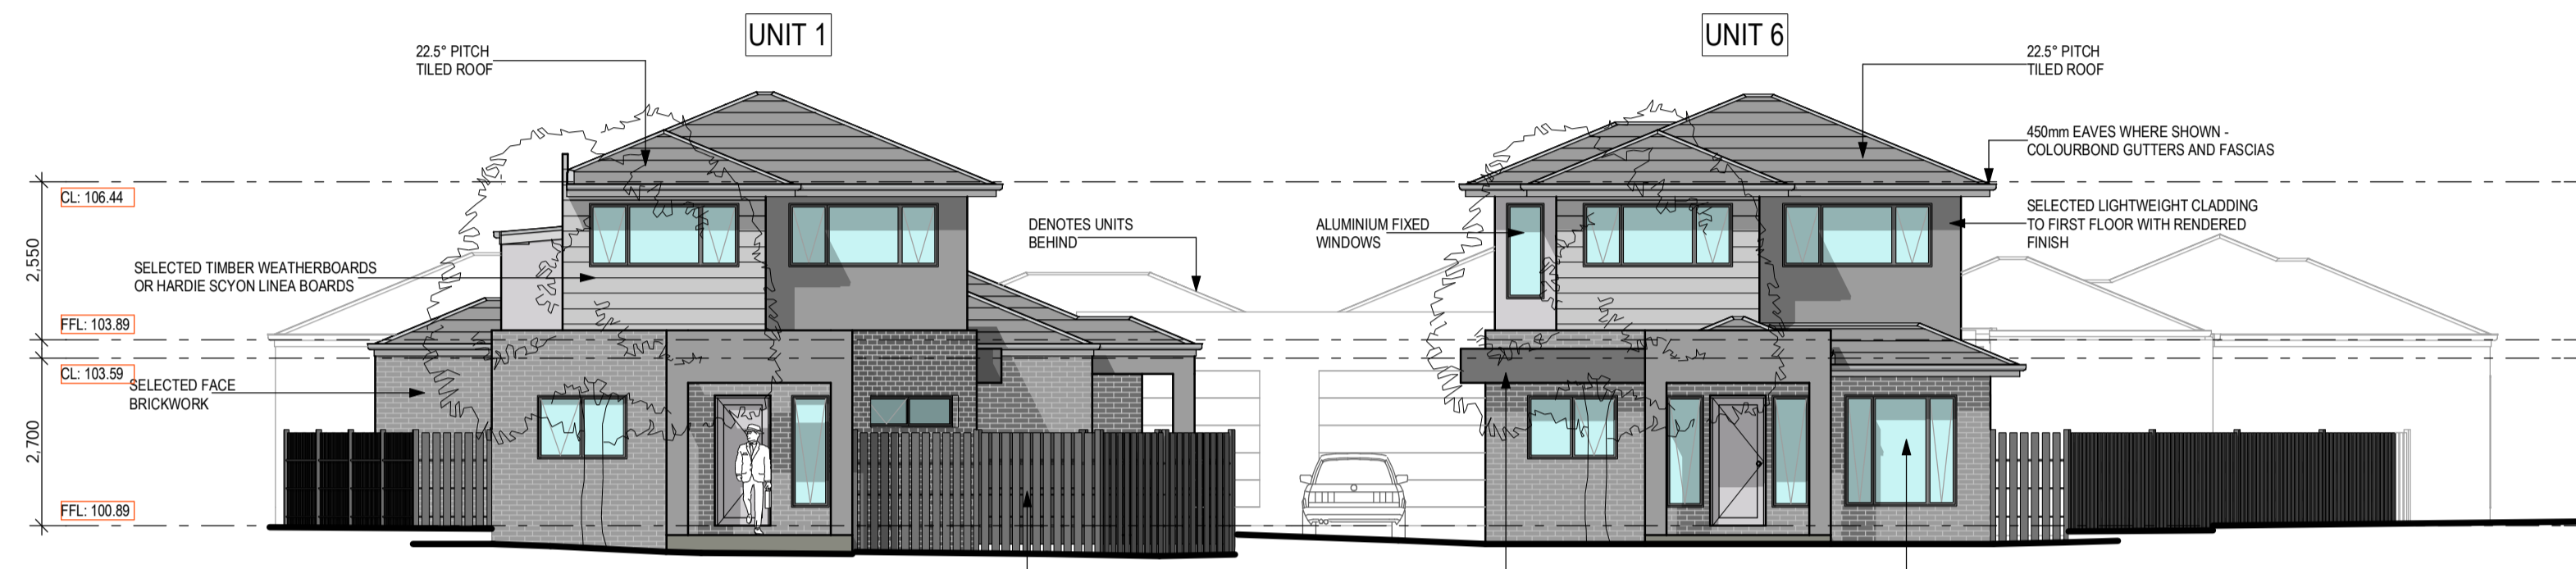 UNIT 1
UNIT 6
22.5° PITCH
TILED ROOF
22.5° PITCH
TILED ROOF
450mm EAVES WHERE SHOWN -
COLOURBOND GUTTERS AND FASCIAS
CL: 106.44
SELECTED LIGHTWEIGHT CLADDING
TO FIRST FLOOR WITH RENDERED
FINISH
DENOTES UNITS
BEHIND
ALUMINIUM FIXED
WINDOWS
2,550
SELECTED TIMBER WEATHERBOARDS
OR HARDIE SCYON LINEA BOARDS
FFL: 103.89
CL: 103.59
SELECTED FACE
BRICKWORK
2,700
FFL: 100.89